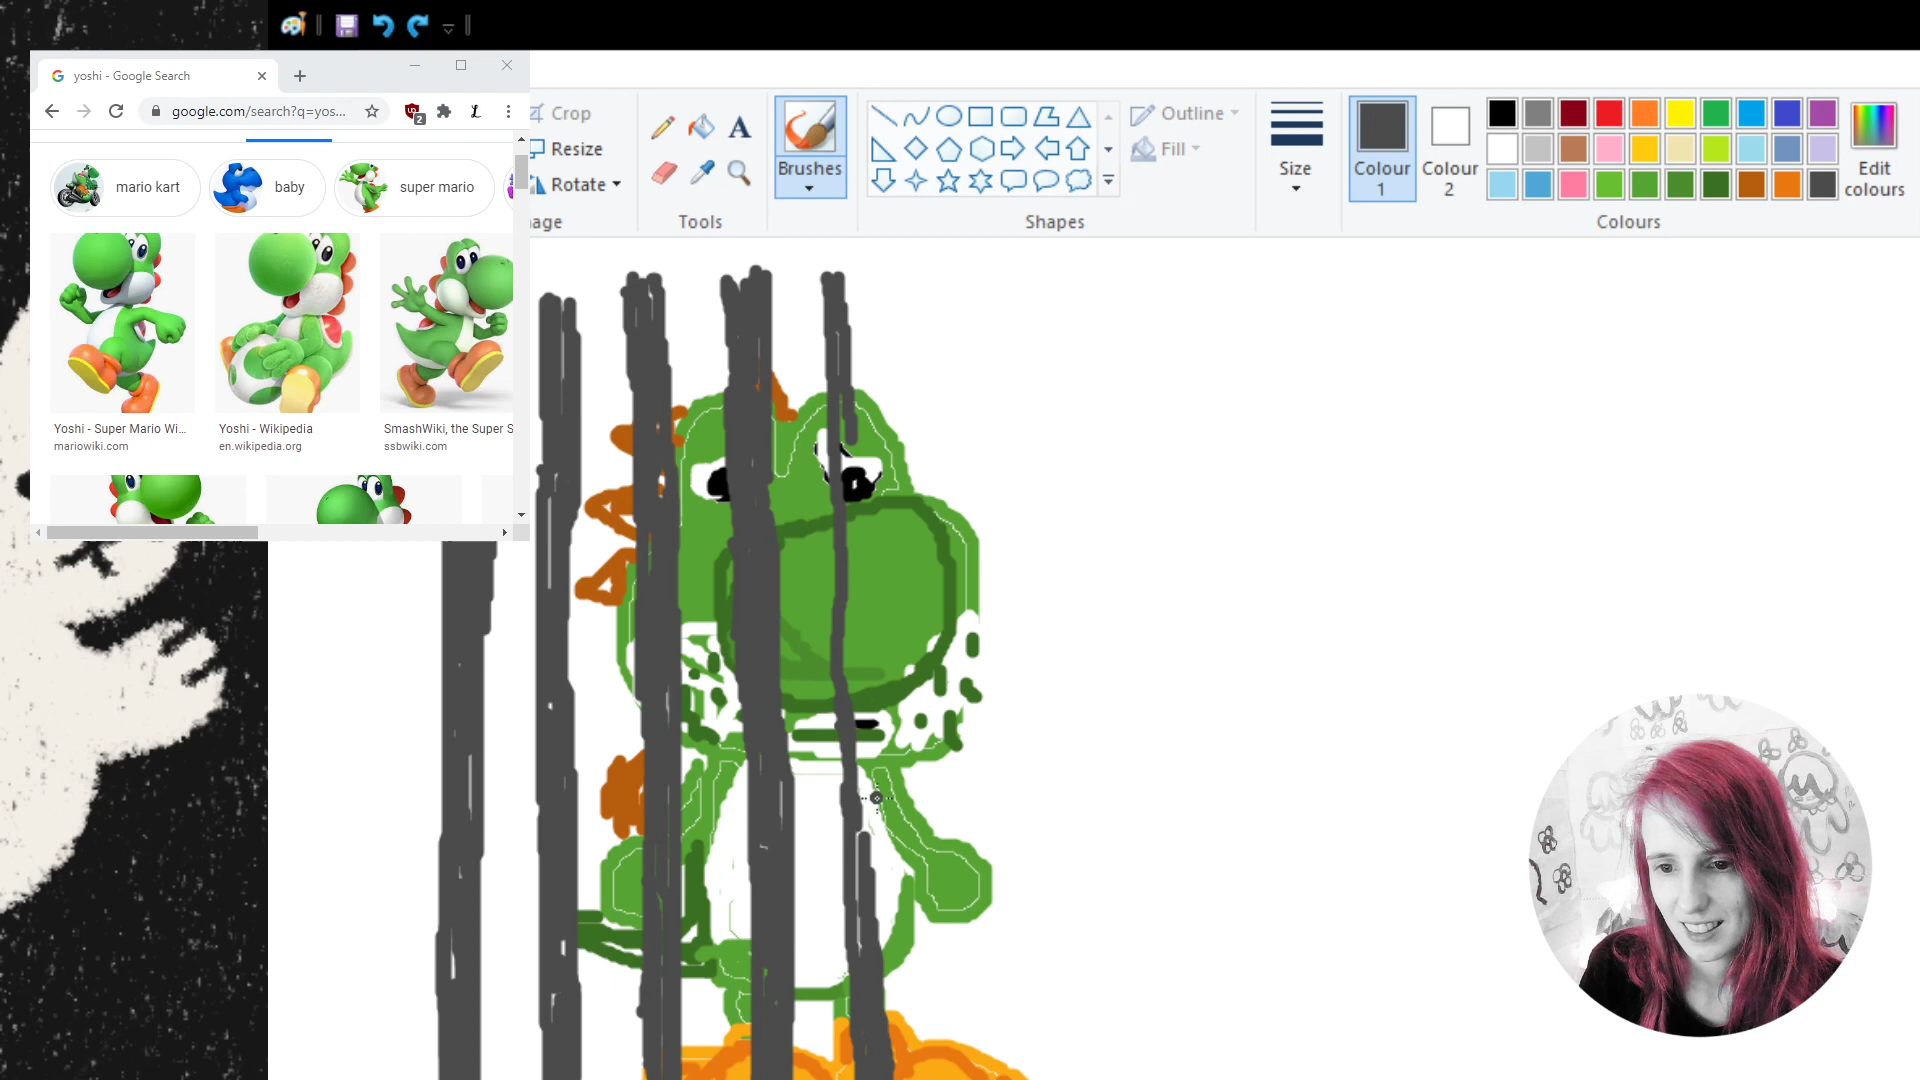 yoshi - Google Search
google.com/search?q=yos...
2
mario kart
baby
super mario
Yoshi - Super Mario Wi...
mariowiki.com
Yoshi - Wikipedia
en.wikipedia.org
SmashWiki, the Super S
ssbwiki.com
Crop
Resize
Rotate
age
A
Tools
Brushes
Shapes
Outline
Fill
Size
Colour
1
Colour
2
Edit
colours
Colours